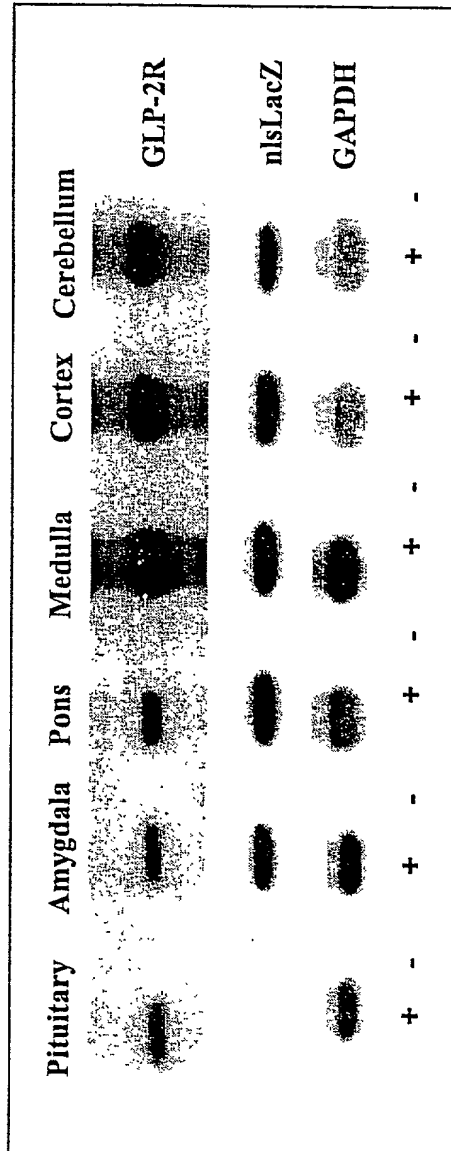 Pituitary Amygdala Pons Medulla Cortex Cerebellum
GLP-2R
nlsLacZ
GAPDH
+ - + - + - + - + - + -